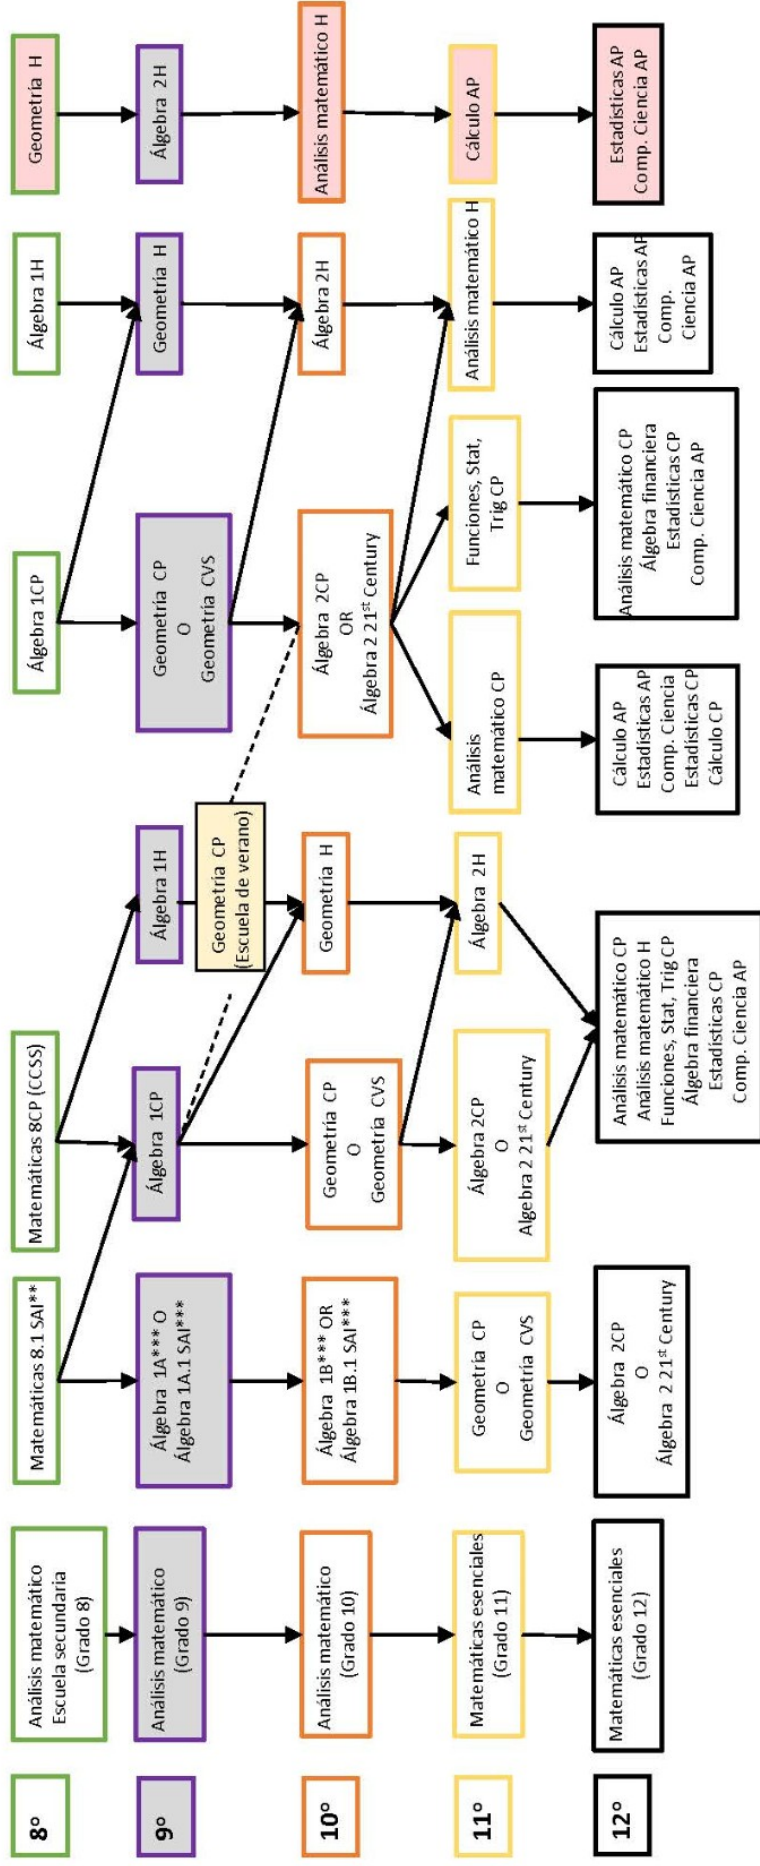 8º
Análisis matemático
Escuela secundaria
(Grado 8)
Matemáticas 8.1 SAI**
Matemáticas 8CP (CCSS)
Álgebra 1CP
Álgebra 1H
Geometría H
9º
Análisis matemático
(Grado 9)
Álgebra 1A*** O
Álgebra 1A.1 SAI***
Álgebra 1CP
Álgebra 1H
Geometría CP
O
Geometría CVS
Geometría H
Álgebra 2H
Geometría CP
(Escuela de verano)
10º
Análisis matemático
(Grado 10)
Álgebra 1B*** OR
Álgebra 1B.1 SAI***
Geometría CP
O
Geometría CVS
Geometría H
Álgebra 2CP
OR
Álgebra 2 21st Century
Álgebra 2H
Análisis matemático H
11º
Matemáticas esenciales
(Grado 11)
Geometría CP
O
Geometría CVS
Álgebra 2CP
O
Algebra 2 21st Century
Álgebra 2H
Análisis
matemático CP
Funciones, Stat,
Trig CP
Análisis matemático H
Cálculo AP
12º
Matemáticas esenciales
(Grado 12)
Álgebra 2CP
O
Álgebra 2 21st Century
Análisis matemático CP
Análisis matemático H
Funciones, Stat, Trig CP
Álgebra financiera
Estadísticas CP
Comp. Ciencia AP
Cálculo AP
Estadísticas AP
Comp. Ciencia
Estadísticas CP
Cálculo CP
Análisis matemático CP
Álgebra financiera
Estadísticas CP
Comp. Ciencia AP
Cálculo AP
Estadísticas AP
Comp.
Ciencia AP
Estadísticas AP
Comp. Ciencia AP